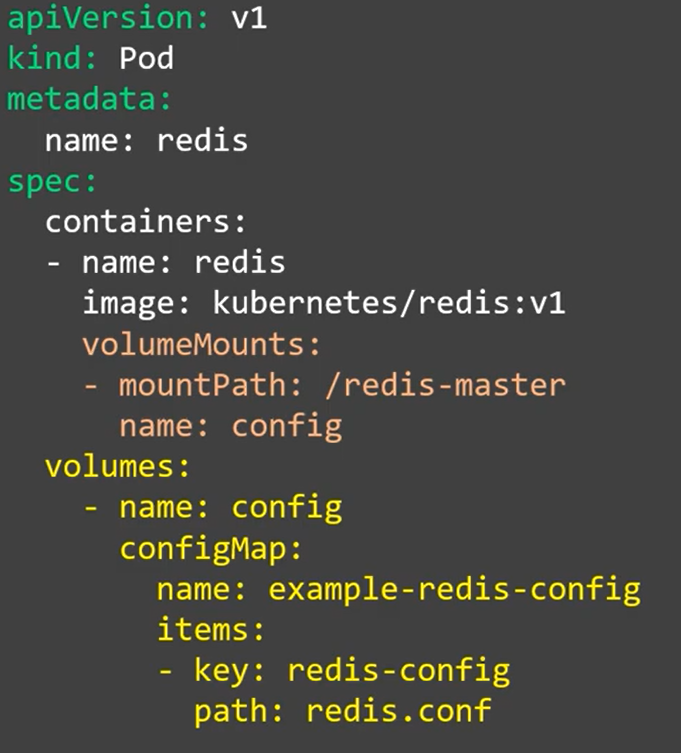 apiVersion: v1
kind: Pod
metadata:
  name: redis
spec:
  containers:
  - name: redis
    image: kubernetes/redis:v1
    volumeMounts:
    - mountPath: /redis-master
      name: config
  volumes:
    - name: config
      configMap:
        name: example-redis-config
        items:
        - key: redis-config
          path: redis.conf